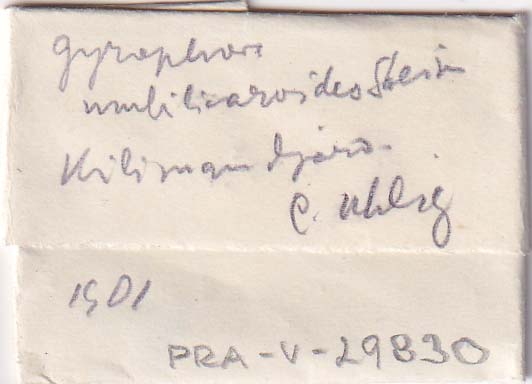 Gyrophora
umbilicarioides Stein
Kilimandjaro.
C. Uhlig
1901
PRA-V-29830